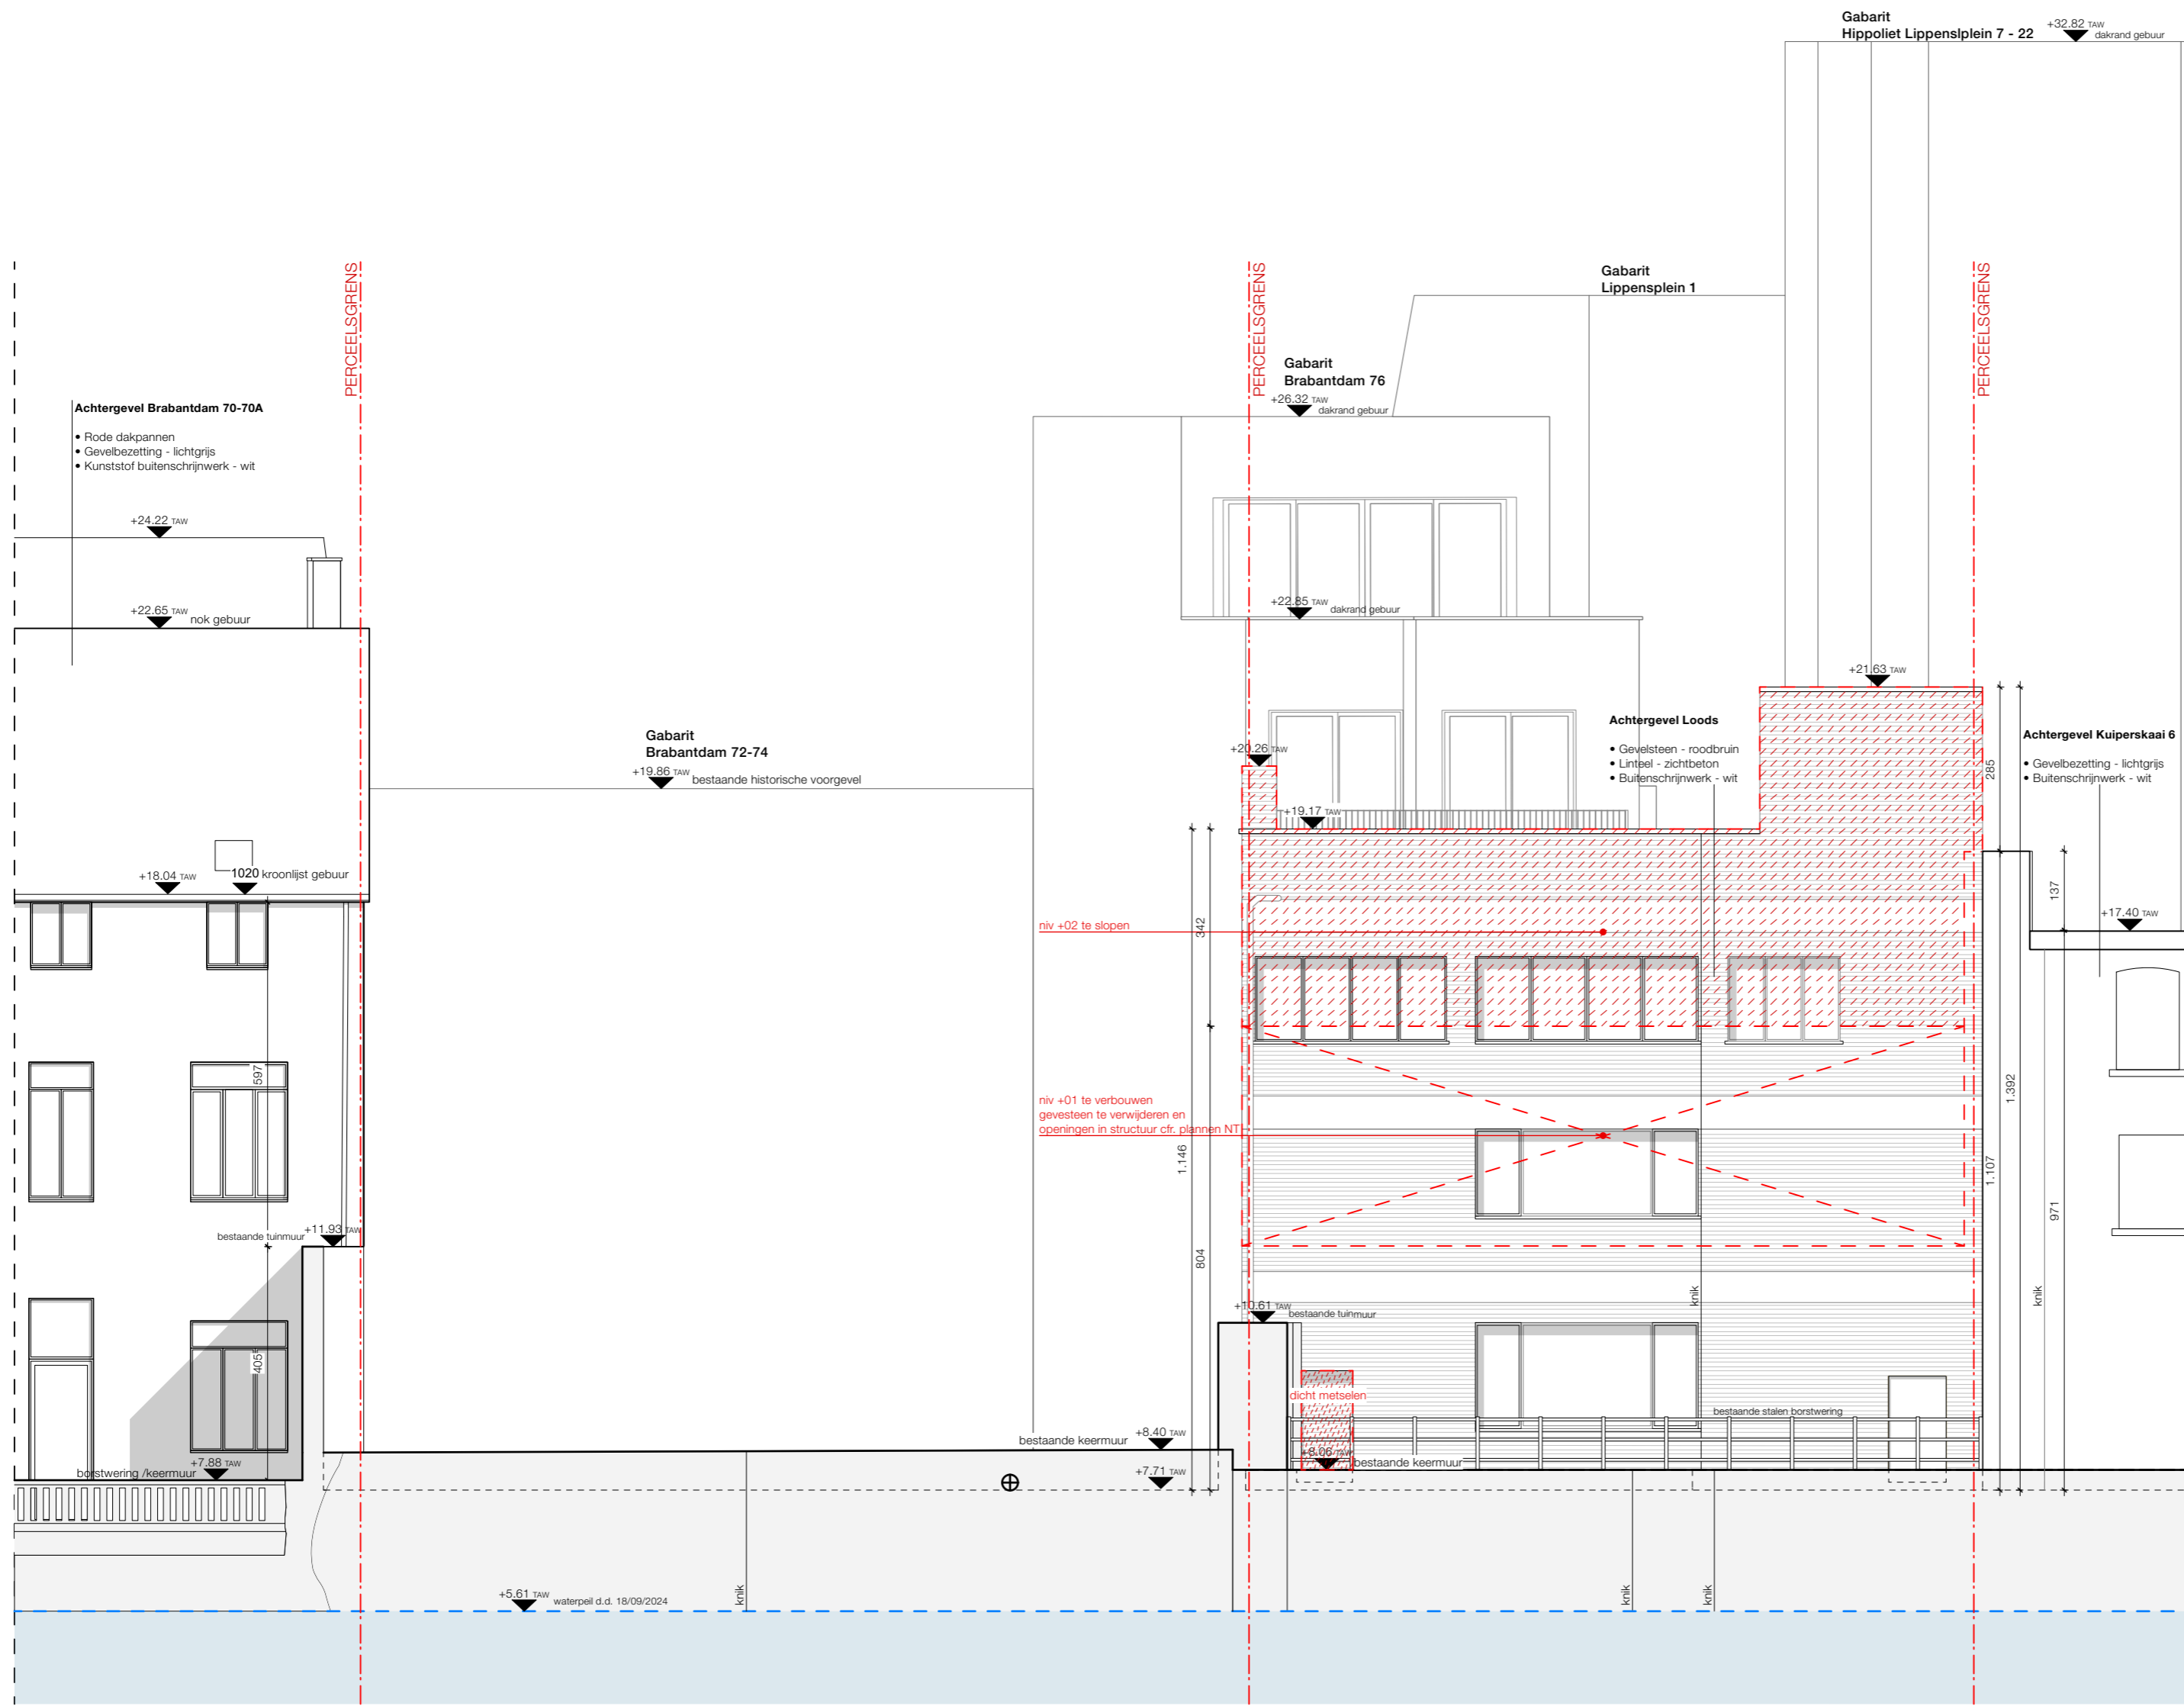 Gabarit
Hippoliet Lippenslplein 7 - 22
+32.82 TAW
dakrand gebuur
PERCEELSGRENS
PERCEELSGRENS
PERCEELSGRENS
Gabarit
Lippensplein 1
Gabarit
Brabantdam 76
+26.32 TAW
dakrand gebuur
Achtergevel Brabantdam 70-70A
• Rode dakpannen
• Gevelbezetting - lichtgrijs
• Kunststof buitenschrijnwerk - wit
+24.22 TAW
+22.65 TAW
nok gebuur
+22.85 TAW
dakrand gebuur
+21.63 TAW
Gabarit
Brabantdam 72-74
+19.86 TAW
bestaande historische voorgevel
+20.26 TAW
Achtergevel Loods
• Gevelsteen - roodbruin
• Linteel - zichtbeton
• Buitenschrijnwerk - wit
285
Achtergevel Kuiperskaai 6
• Gevelbezetting - lichtgrijs
• Buitenschrijnwerk - wit
+19.17 TAW
+18.04 TAW
1020 kroonlijst gebuur
137
+17.40 TAW
342
niv +02 te slopen
597
1.392
niv +01 te verbouwen
gevesteen te verwijderen en
openingen in structuur cfr. plannen NT
1.146
1.107
971
804
+11.93 TAW
bestaande tuinmuur
knik
knik
+10.61 TAW
bestaande tuinmuur
405
dicht metselen
bestaande stalen borstwering
bestaande keermuur
+8.40 TAW
+8.06 TAW
bestaande keermuur
+7.88 TAW
borstwering /keermuur
+7.71 TAW
+5.61 TAW
waterpeil d.d. 18/09/2024
knik
knik
knik